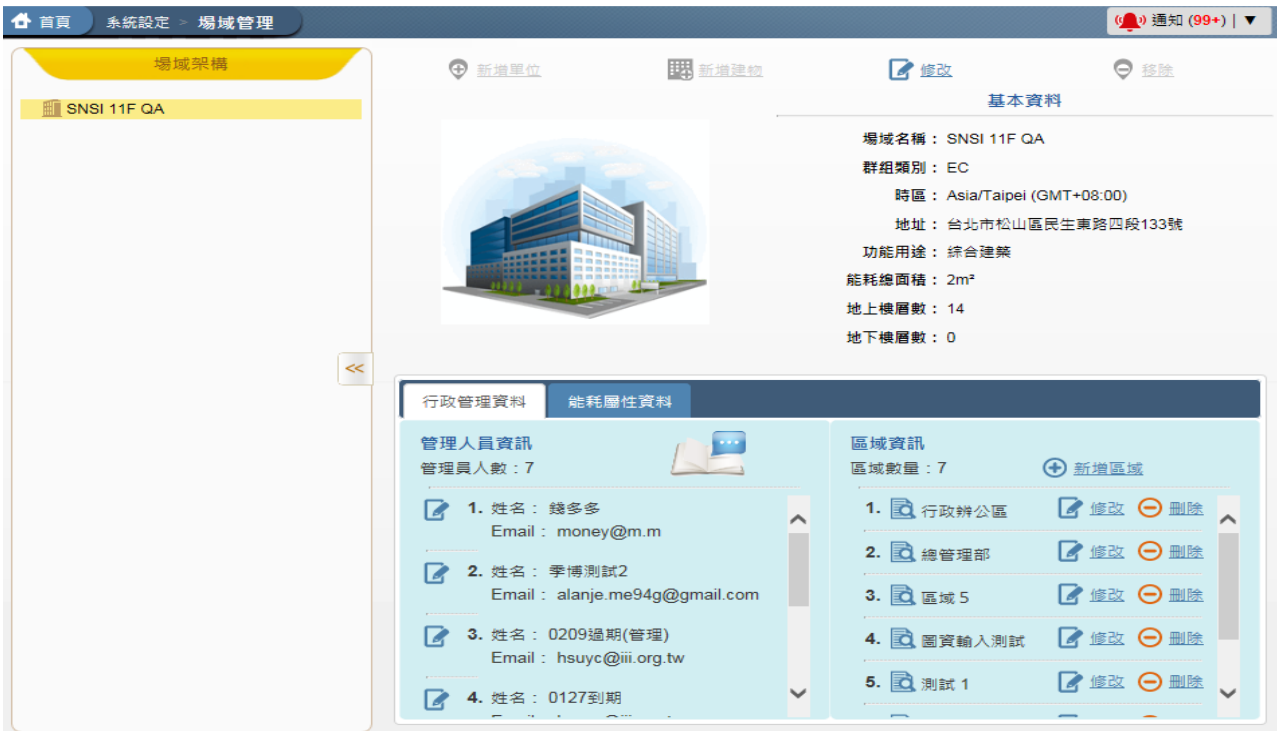 首頁 系統設定 > 場域管理 通知 (99+) | ▼
場域架構
SNSI 11F QA
<<
新增單位 新增建物 修改 移除
基本資料
場域名稱： SNSI 11F QA
群組類別： EC
時區： Asia/Taipei (GMT+08:00)
地址： 台北市松山區民生東路四段133號
功能用途： 綜合建築
能耗總面積： 2m²
地上樓層數： 14
地下樓層數： 0
行政管理資料 能耗屬性資料
管理人員資訊
管理員人數：7
1. 姓名： 錢多多
Email： money@m.m
2. 姓名： 季博測試2
Email： alanje.me94g@gmail.com
3. 姓名： 0209過期(管理)
Email： hsuyc@iii.org.tw
4. 姓名： 0127到期
區域資訊
區域數量：7 新增區域
1. 行政辦公區 修改 刪除
2. 總管理部 修改 刪除
3. 區域 5 修改 刪除
4. 圖資輸入測試 修改 刪除
5. 測試 1 修改 刪除